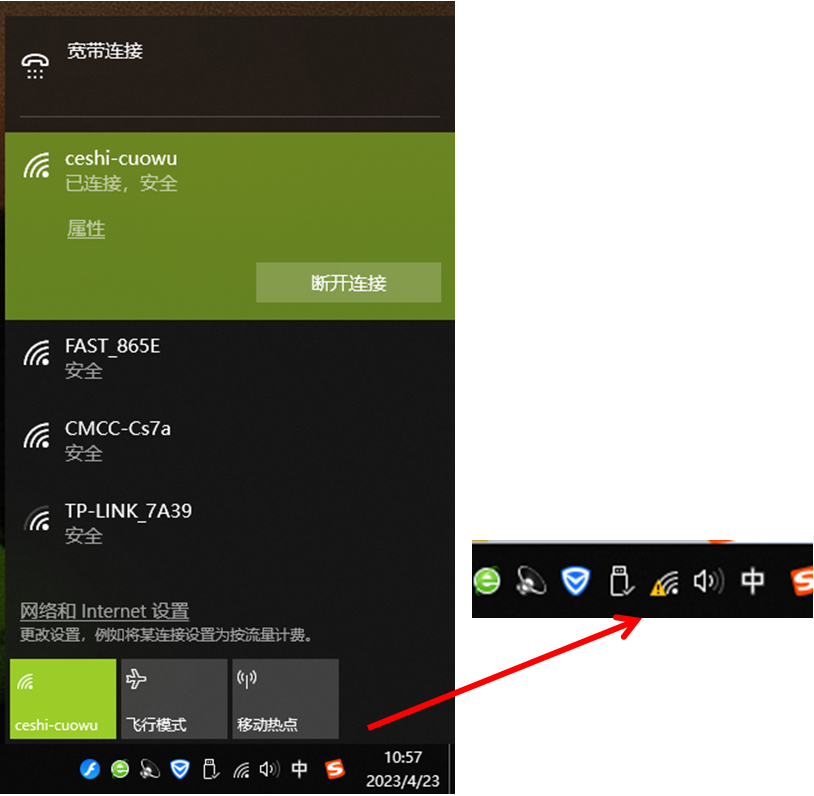 宽带连接
ceshi-cuowu
已连接，安全
属性
断开连接
FAST_865E
安全
CMCC-Cs7a
安全
TP-LINK_7A39
安全
网络和 Internet 设置
更改设置，例如将某连接设置为按流量计费。
ceshi-cuowu
飞行模式
移动热点
中
10:57
2023/4/23
中